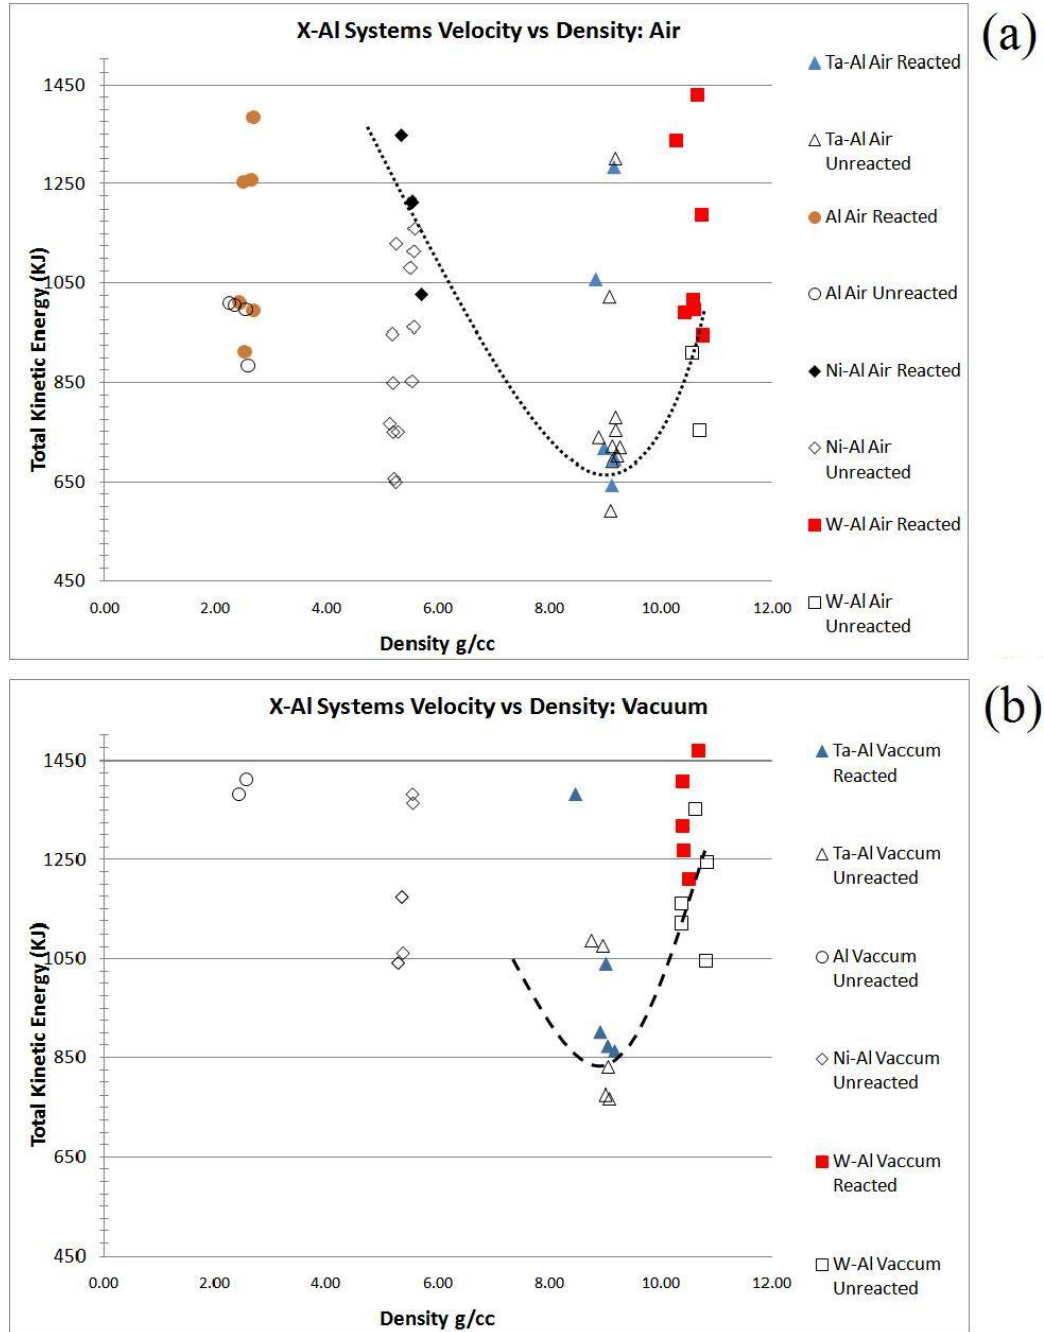 X-Al Systems Velocity vs Density: Air
(a)
1450
1250
1050
850
650
450
Total Kinetic Energy (KJ)
0.00 2.00 4.00 6.00 8.00 10.00 12.00
Density g/cc
Ta-Al Air Reacted
Ta-Al Air
Unreacted
Al Air Reacted
Al Air Unreacted
Ni-Al Air Reacted
Ni-Al Air
Unreacted
W-Al Air Reacted
W-Al Air
Unreacted
X-Al Systems Velocity vs Density: Vacuum
(b)
1450
1250
1050
850
650
450
Total Kinetic Energy (KJ)
0.00 2.00 4.00 6.00 8.00 10.00 12.00
Density g/cc
Ta-Al Vaccum
Reacted
Ta-Al Vaccum
Unreacted
Al Vaccum
Unreacted
Ni-Al Vaccum
Unreacted
W-Al Vaccum
Reacted
W-Al Vaccum
Unreacted